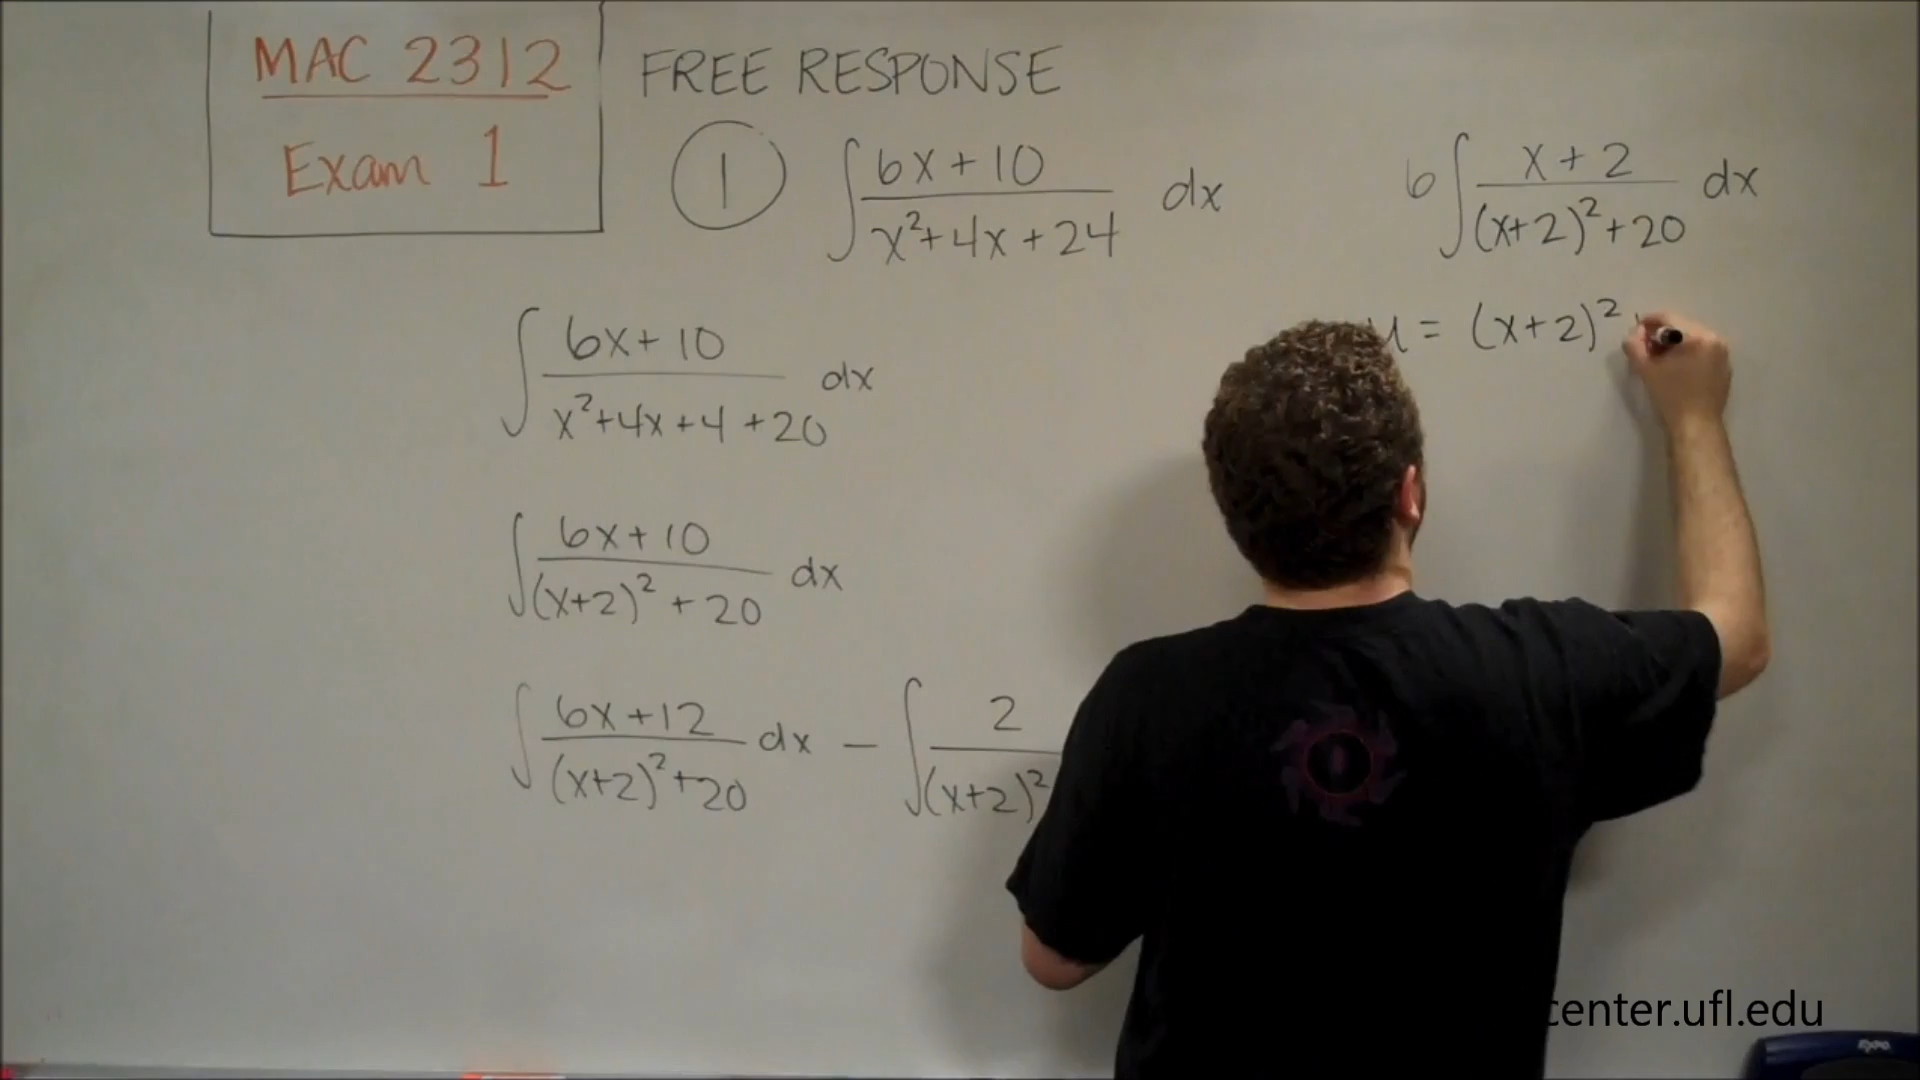 MAC 2312
Exam 1
FREE RESPONSE
1
∫ (6x+10)/(x²+4x+24) dx
∫ (6x+10)/(x²+4x+4+20) dx
∫ (6x+10)/((x+2)²+20) dx
∫ (6x+12)/((x+2)²+20) dx − ∫ 2/(x+2)²
6∫ (x+2)/((x+2)²+20) dx
u = (x+2)²
center.ufl.edu
EXPO